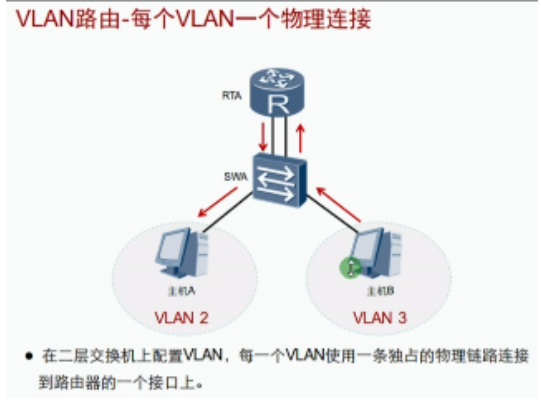 VLAN路由-每个VLAN一个物理连接
RTA
R
SWA
主机A
主机B
VLAN 2
VLAN 3
● 在二层交换机上配置VLAN，每一个VLAN使用一条独占的物理链路连接
到路由器的一个接口上。